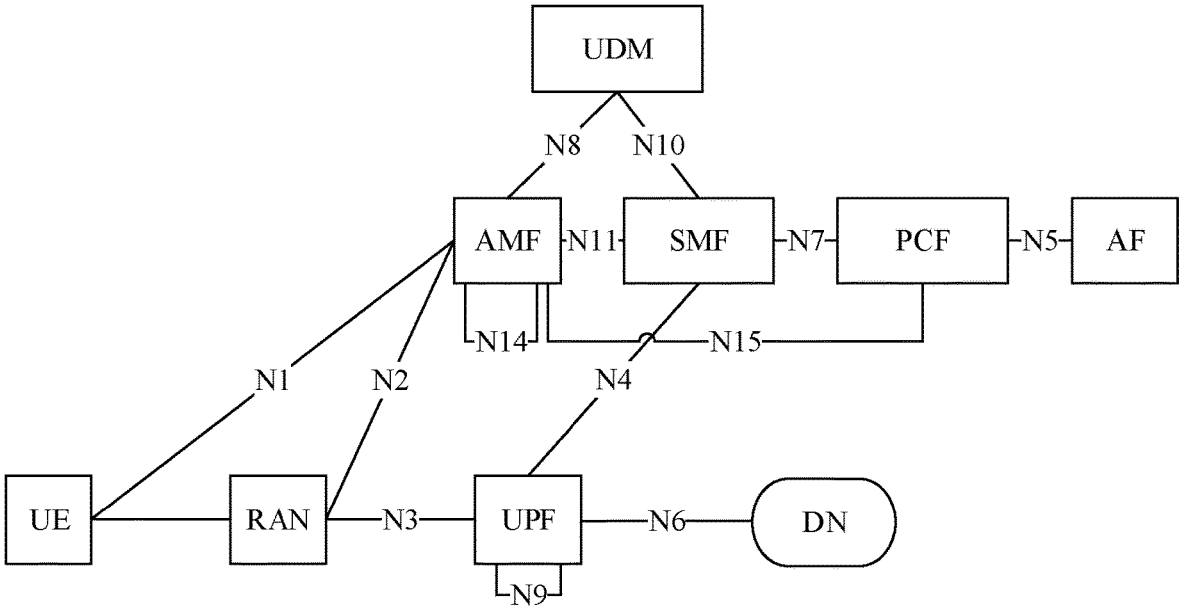 UDM
N8 N10
AMF N11 SMF N7 PCF N5 AF
N14 N15
N1 N2 N4
UE RAN N3 UPF N6 DN
N9